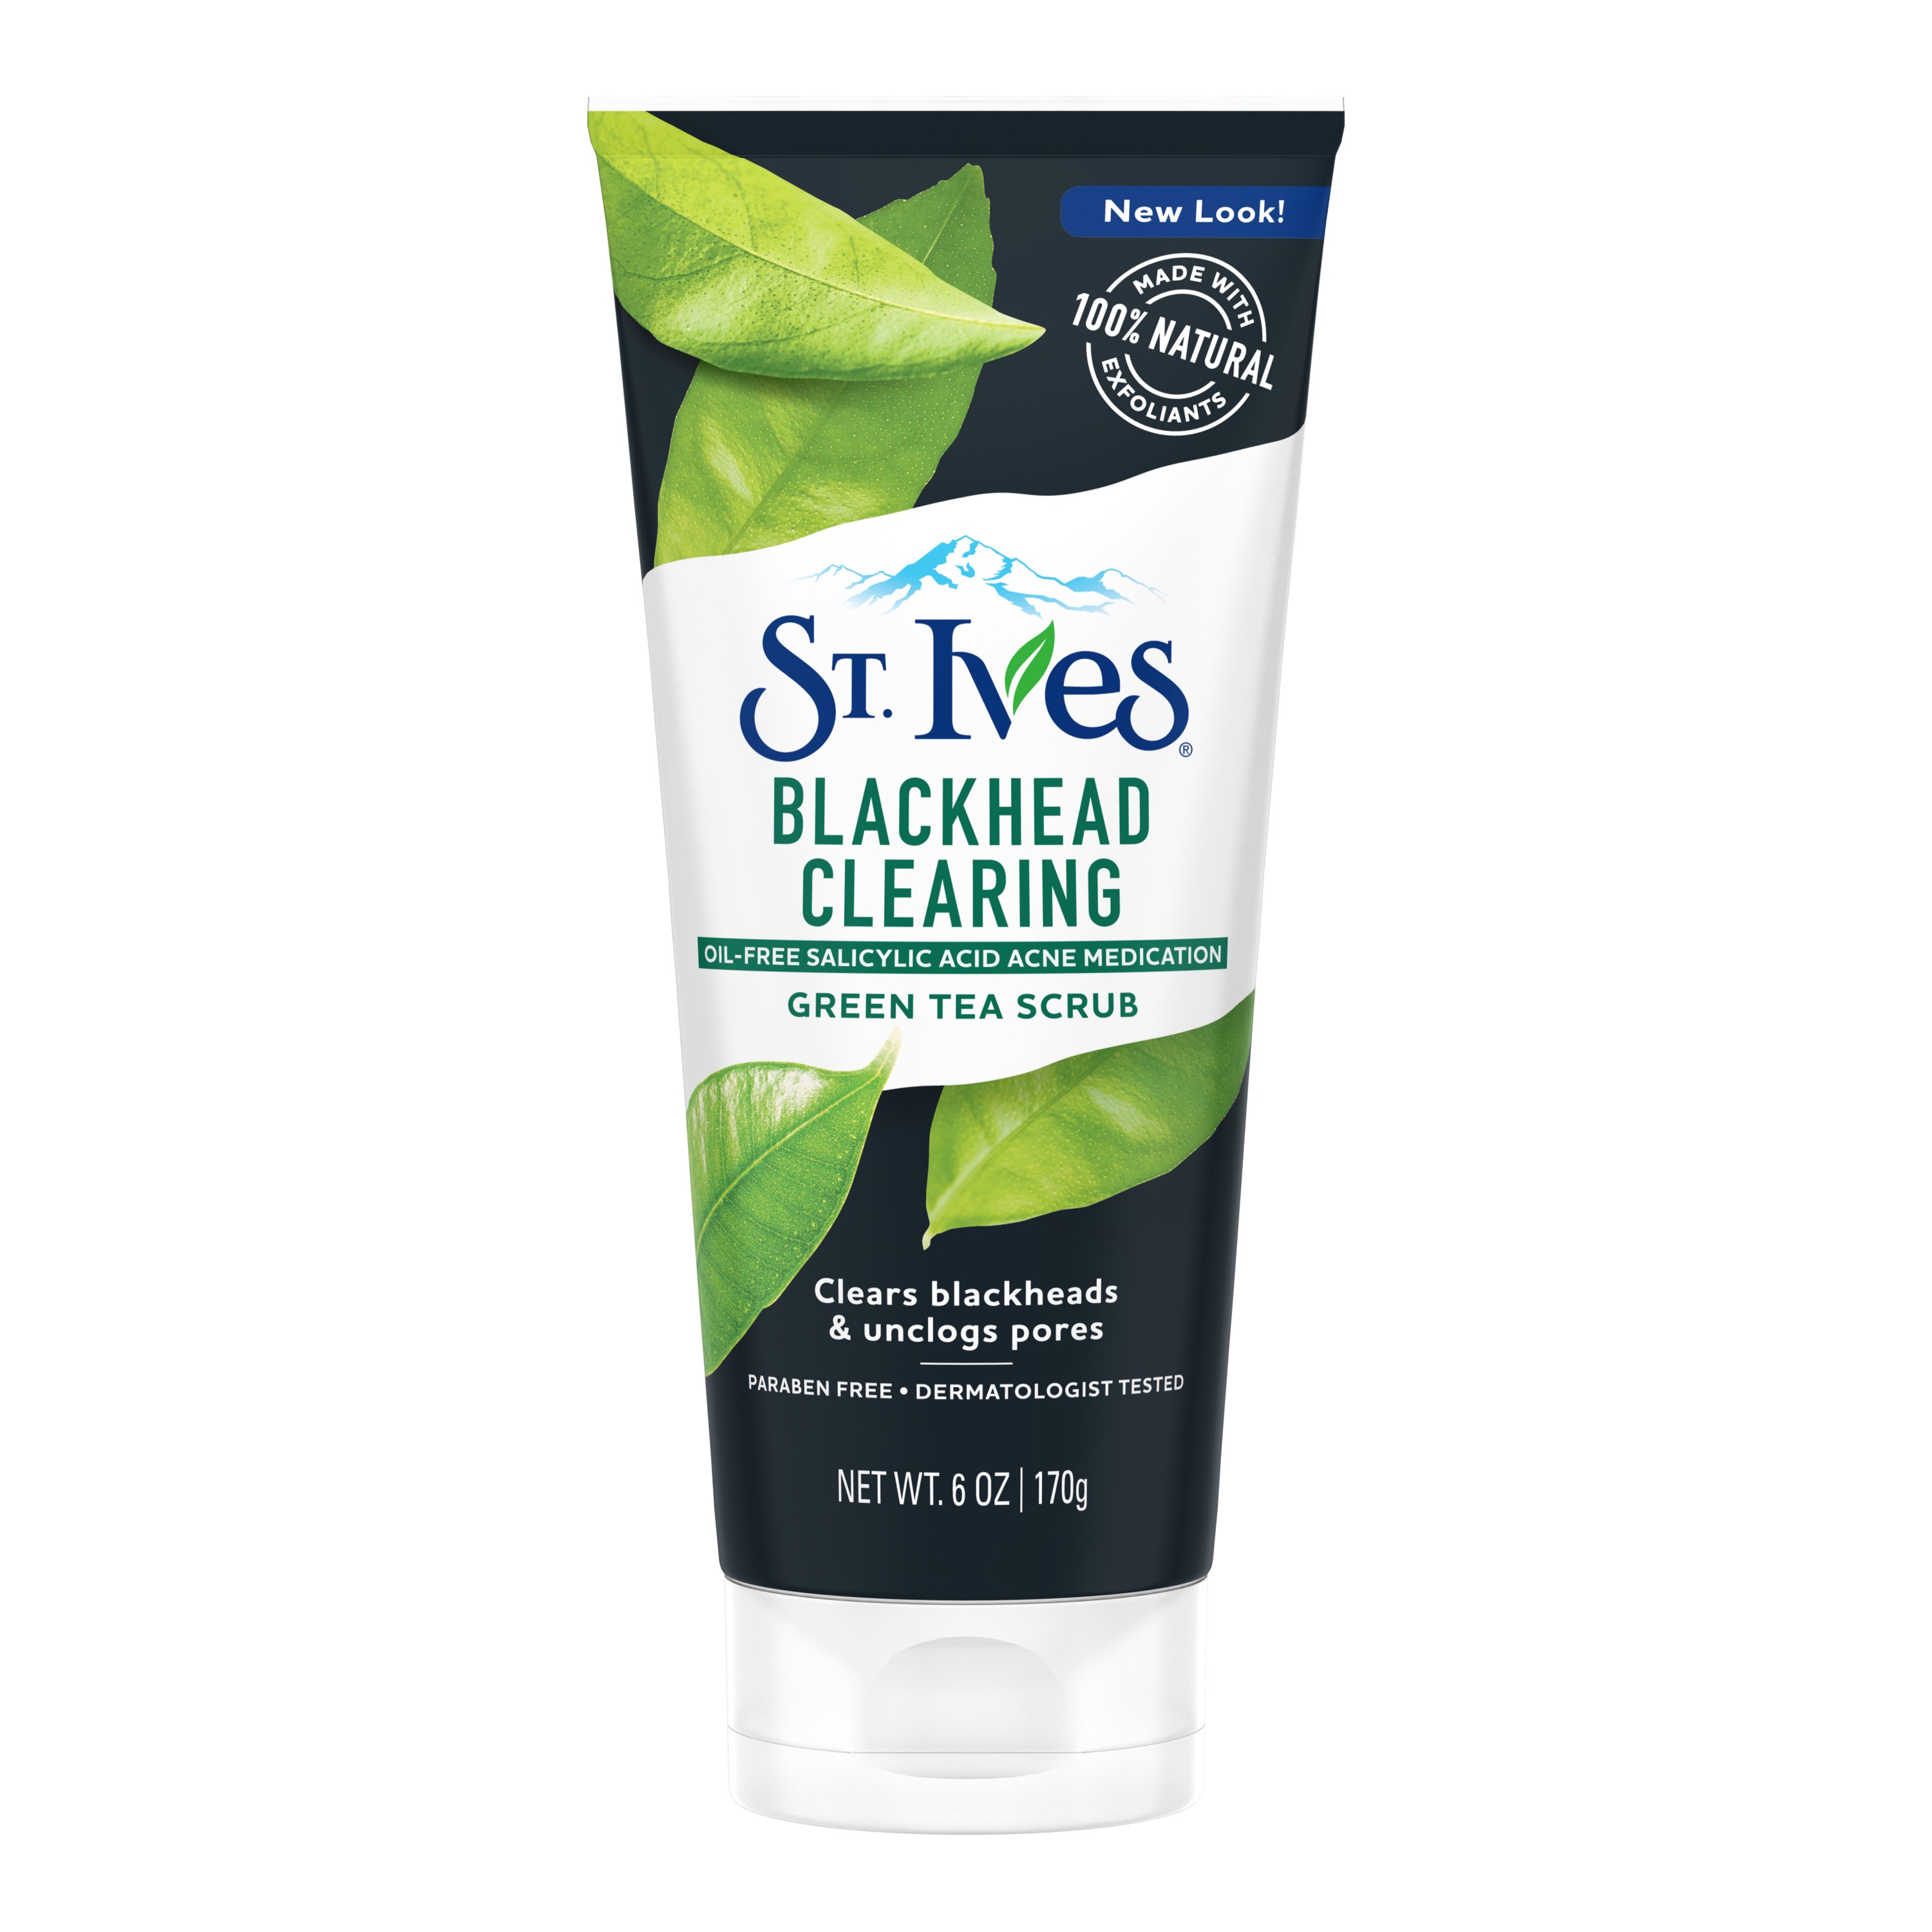 New Look!
MADE WITH
100% NATURAL
EXFOLIANTS
ST. IVES®
BLACKHEAD
CLEARING
OIL-FREE SALICYLIC ACID ACNE MEDICATION
GREEN TEA SCRUB
Clears blackheads
& unclogs pores
PARABEN FREE • DERMATOLOGIST TESTED
NET WT. 6 OZ | 170g